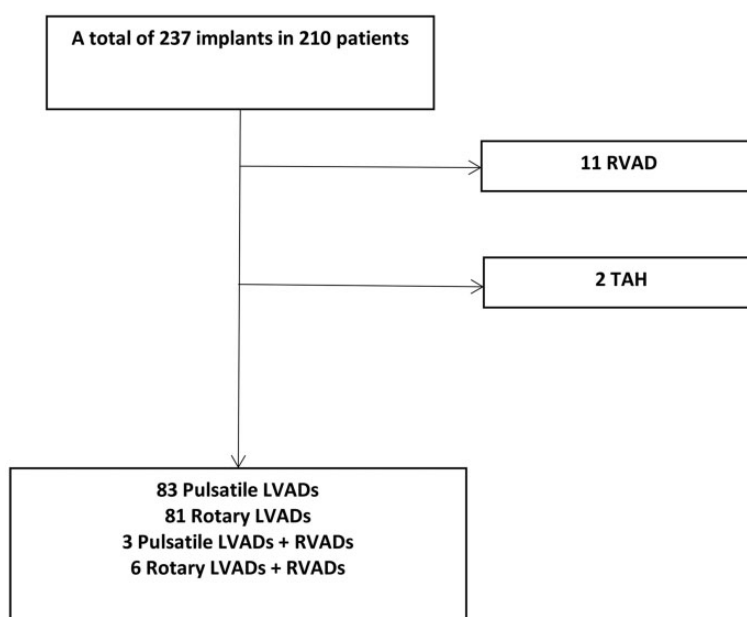 A total of 237 implants in 210 patients
11 RVAD
2 TAH
83 Pulsatile LVADs
81 Rotary LVADs
3 Pulsatile LVADs + RVADs
6 Rotary LVADs + RVADs